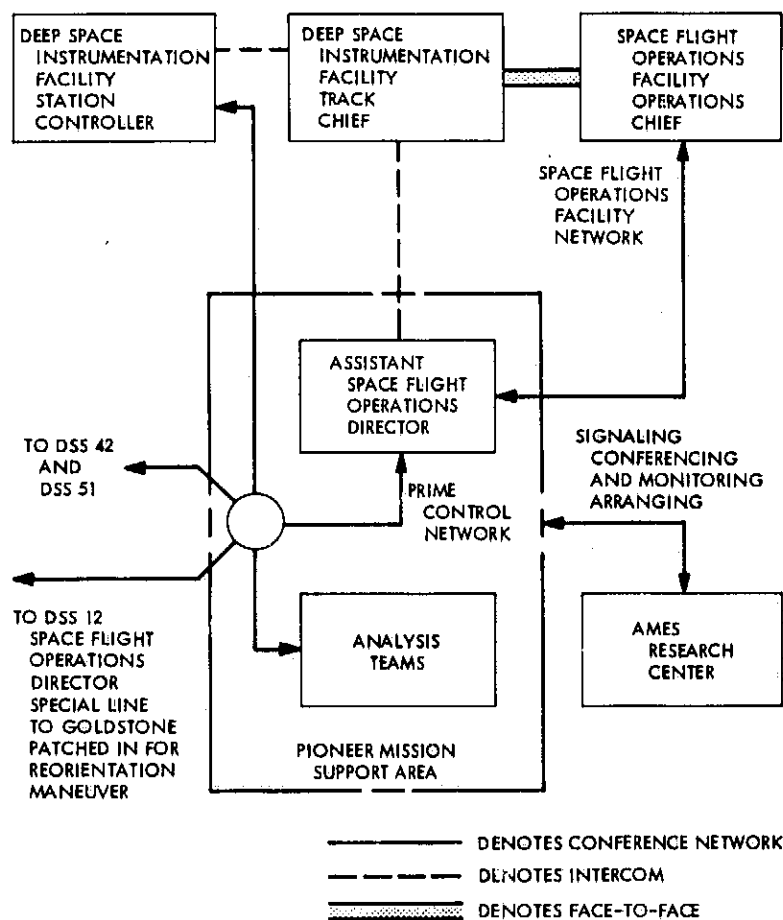 DEEP SPACE
INSTRUMENTATION
FACILITY
STATION
CONTROLLER
DEEP SPACE
INSTRUMENTATION
FACILITY
TRACK
CHIEF
SPACE FLIGHT
OPERATIONS
FACILITY
OPERATIONS
CHIEF
SPACE FLIGHT
OPERATIONS
FACILITY
NETWORK
ASSISTANT
SPACE FLIGHT
OPERATIONS
DIRECTOR
TO DSS 42
AND
DSS 51
PRIME
CONTROL
NETWORK
SIGNALING
CONFERENCING
AND MONITORING
ARRANGING
TO DSS 12
SPACE FLIGHT
OPERATIONS
DIRECTOR
SPECIAL LINE
TO GOLDSTONE
PATCHED IN FOR
REORIENTATION
MANEUVER
ANALYSIS
TEAMS
AMES
RESEARCH
CENTER
PIONEER MISSION
SUPPORT AREA
DENOTES CONFERENCE NETWORK
DENOTES INTERCOM
DENOTES FACE-TO-FACE